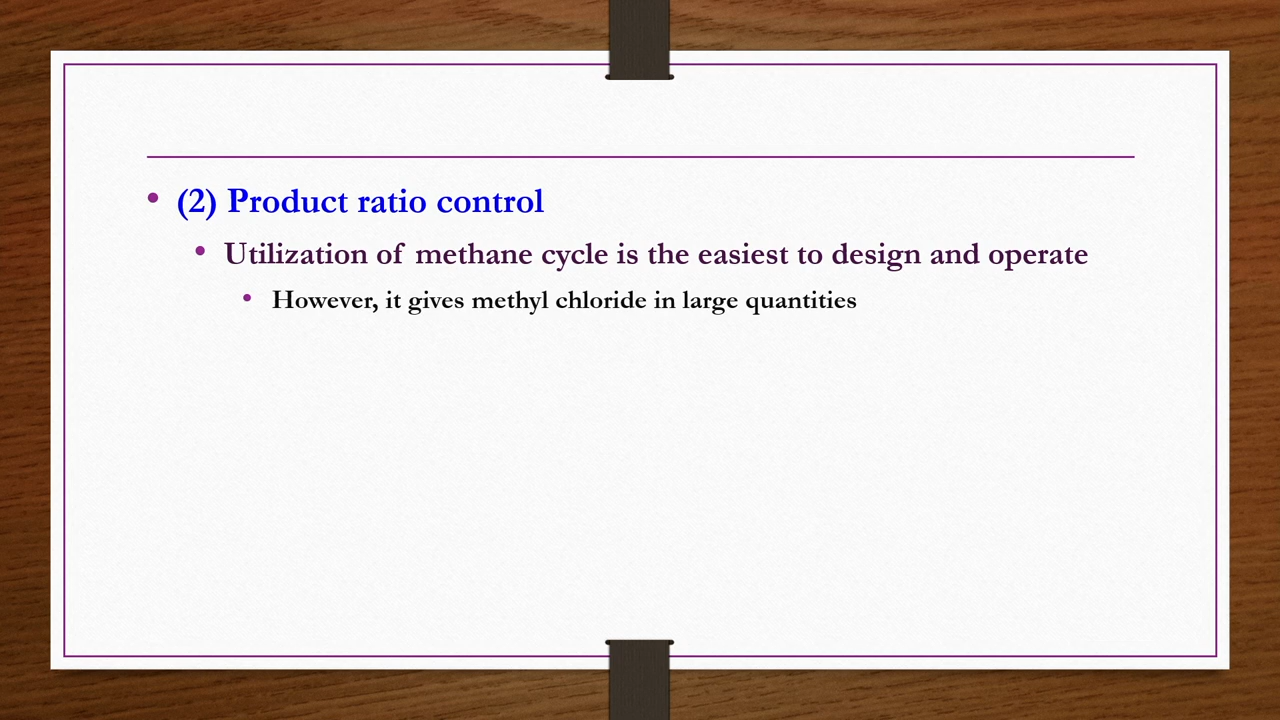 • (2) Product ratio control
• Utilization of methane cycle is the easiest to design and operate
• However, it gives methyl chloride in large quantities